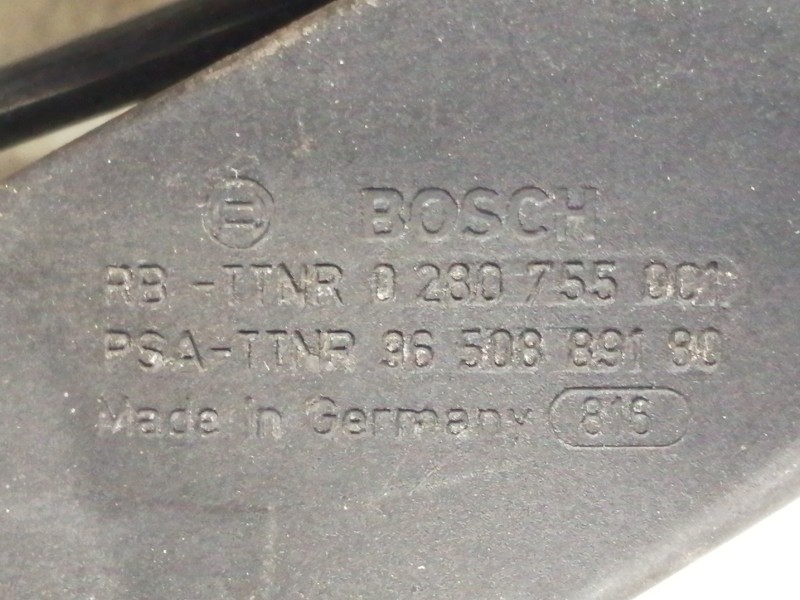 BOSCH
RB-TTNR 0 280 755 001
PSA-TTNR 96 508 891 80
Made in Germany 816